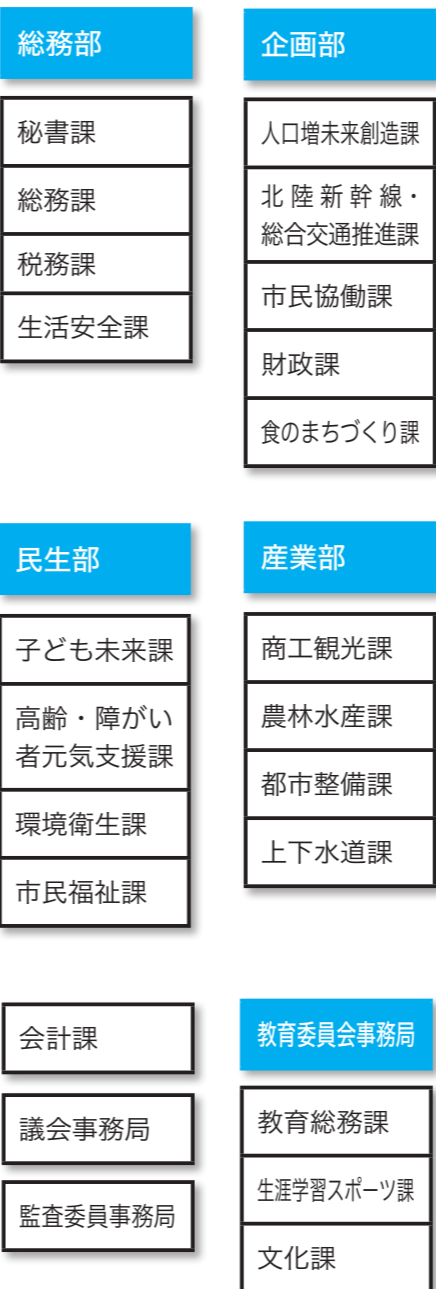 総務部
秘書課
総務課
税務課
生活安全課
企画部
人口増未来創造課
北陸新幹線・
総合交通推進課
市民協働課
財政課
食のまちづくり課
民生部
子ども未来課
高齢・障がい
者元気支援課
環境衛生課
市民福祉課
産業部
商工観光課
農林水産課
都市整備課
上下水道課
会計課
議会事務局
監査委員事務局
教育委員会事務局
教育総務課
生涯学習スポーツ課
文化課